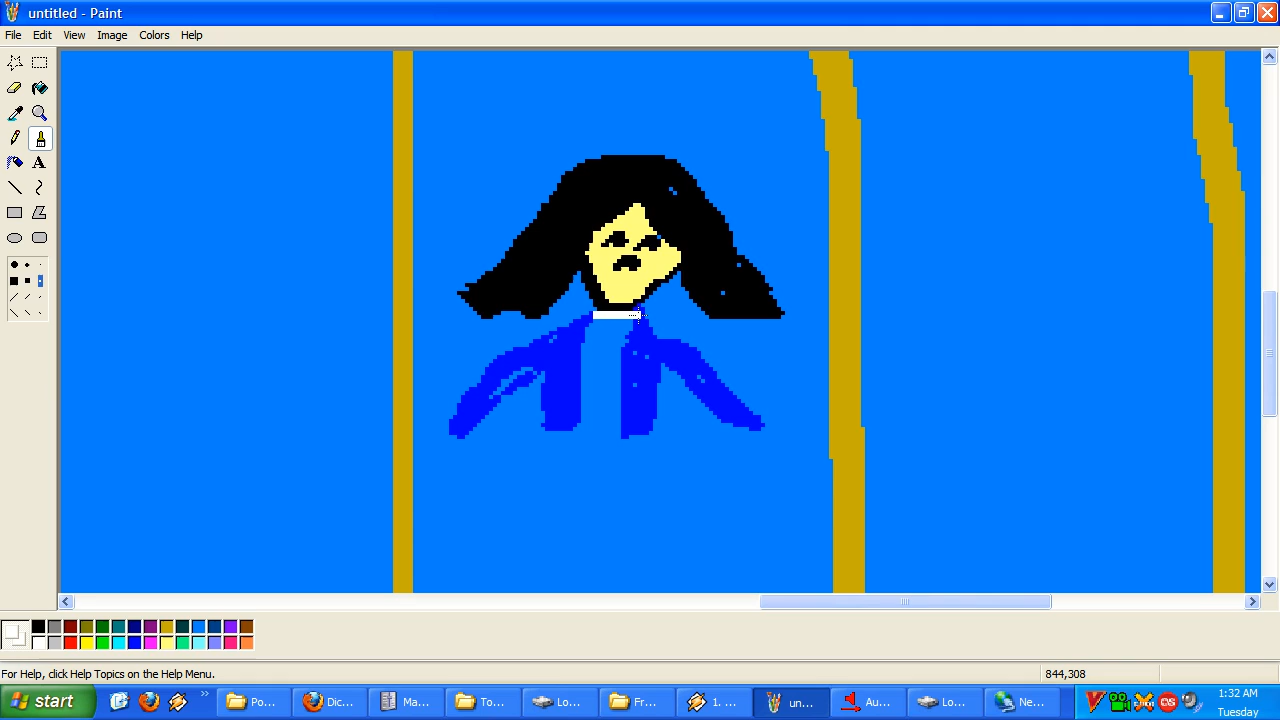 untitled - Paint
File Edit View Image Colors Help
A
For Help, click Help Topics on the Help Menu.
844,308
start
Po...
Dic...
Ma...
To...
Lo...
Fr...
1. ...
un...
Au...
Lo...
Ne...
1:32 AM
Tuesday